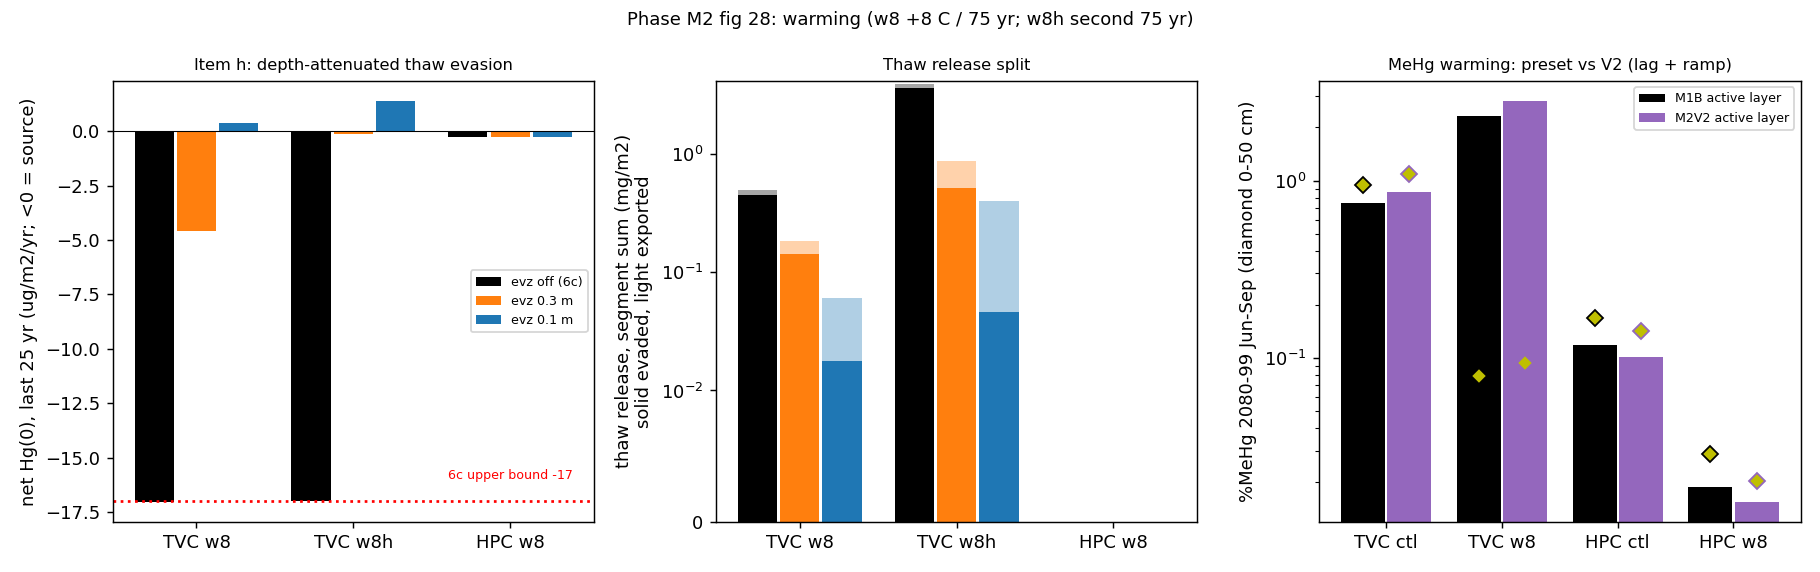 Phase M2 fig 28: warming (w8 +8 C / 75 yr; w8h second 75 yr)
Item h: depth-attenuated thaw evasion
net Hg(0), last 25 yr (ug/m2/yr; <0 = source)
0.0
−2.5
−5.0
−7.5
−10.0
−12.5
−15.0
−17.5
evz off (6c)
evz 0.3 m
evz 0.1 m
6c upper bound -17
TVC w8
TVC w8h
HPC w8
Thaw release split
thaw release, segment sum (mg/m2)
solid evaded, light exported
10⁰
10⁻¹
10⁻²
0
TVC w8
TVC w8h
HPC w8
MeHg warming: preset vs V2 (lag + ramp)
%MeHg 2080-99 Jun-Sep (diamond 0-50 cm)
10⁰
10⁻¹
M1B active layer
M2V2 active layer
TVC ctl
TVC w8
HPC ctl
HPC w8